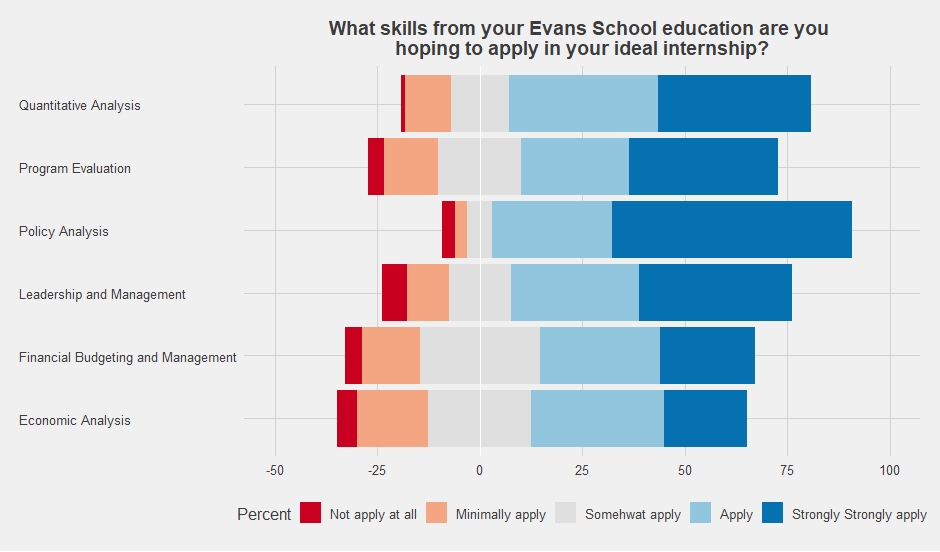 What skills from your Evans School education are you
hoping to apply in your ideal internship?
Quantitative Analysis
Program Evaluation
Policy Analysis
Leadership and Management
Financial Budgeting and Management
Economic Analysis
-50 -25 0 25 50 75 100
Percent Not apply at all Minimally apply Somehwat apply Apply Strongly Strongly apply